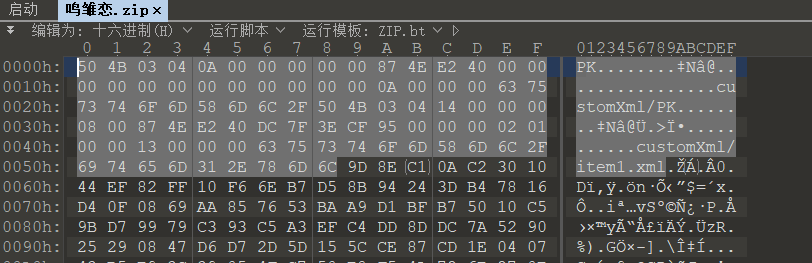 启动 鸣雏恋.zip ×
编辑为: 十六进制(H) 运行脚本 运行模板: ZIP.bt
0 1 2 3 4 5 6 7 8 9 A B C D E F 0123456789ABCDEF
0000h: 50 4B 03 04 0A 00 00 00 00 00 87 4E E2 40 00 00 PK........‡Nâ@..
0010h: 00 00 00 00 00 00 00 00 00 00 0A 00 00 00 63 75 ..............cu
0020h: 73 74 6F 6D 58 6D 6C 2F 50 4B 03 04 14 00 00 00 stomXml/PK......
0030h: 08 00 87 4E E2 40 DC 7F 3E CF 95 00 00 00 02 01 ..‡Nâ@Ü.>Ï•.....
0040h: 00 00 13 00 00 00 63 75 73 74 6F 6D 58 6D 6C 2F ......customXml/
0050h: 69 74 65 6D 31 2E 78 6D 6C 9D 8E C1 0A C2 30 10 item1.xml.ŽÁ.Â0.
0060h: 44 EF 82 FF 10 F6 6E B7 D5 8B 94 24 3D B4 78 16 Dï‚ÿ.ön·Õ‹”$=´x.
0070h: D4 0F 08 69 AA 85 76 53 BA A9 D1 BF B7 50 10 C5 Ô..iª…vSº©Ñ¿·P.Å
0080h: 9B D7 99 79 C3 93 C5 A3 EF C4 DD 8D DC 7A 52 90 ›×™yÃ“Å£ïÄÝ.ÜzR.
0090h: 25 29 08 47 D6 D7 2D 5D 15 5C CE 87 CD 1E 04 07 %).GÖ×-].\Î‡Í...